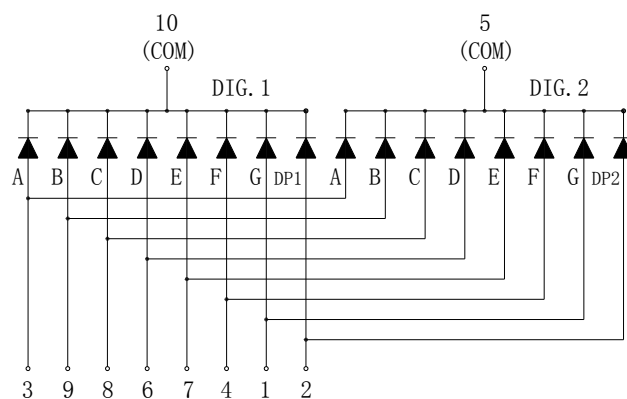 10 5
(COM) (COM)
DIG.1 DIG.2
A B C D E F G DP1 A B C D E F G DP2
3 9 8 6 7 4 1 2